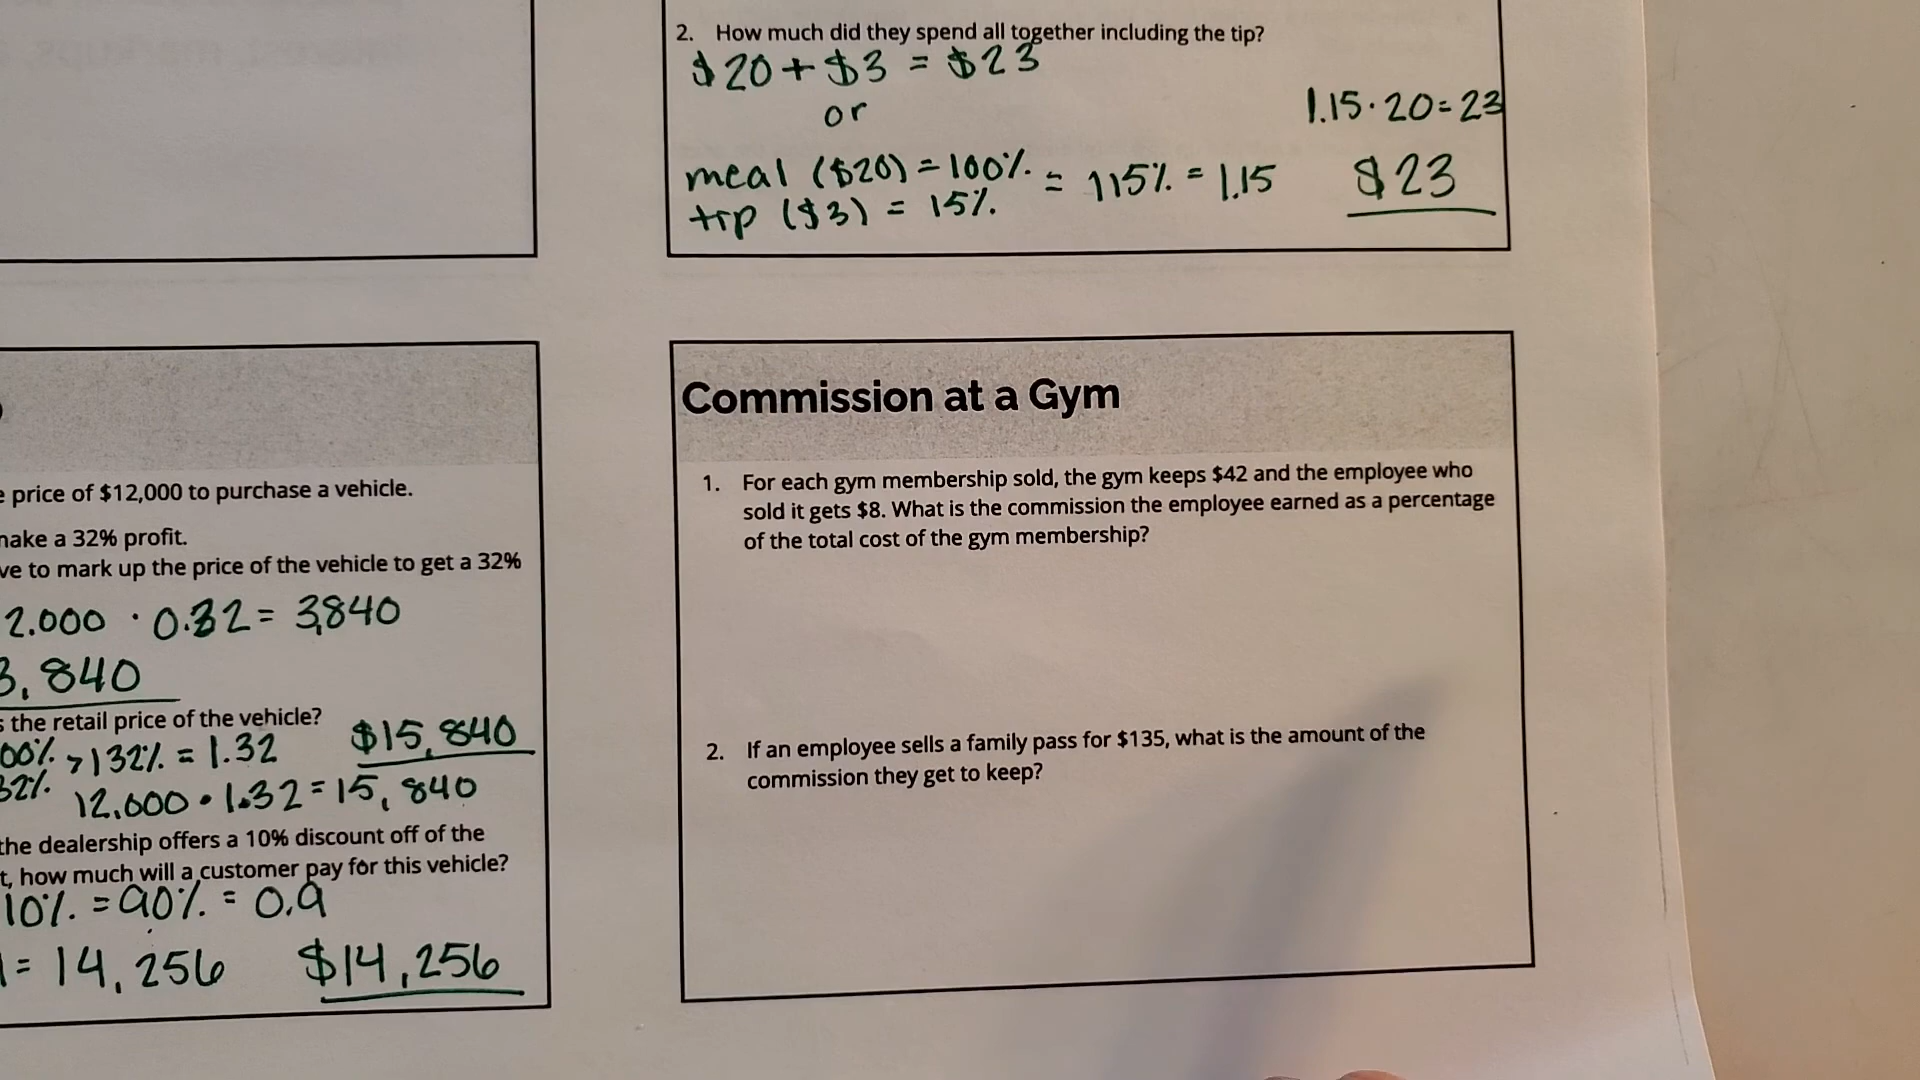 2. How much did they spend all together including the tip?
$20 + $3 = $23
or
1.15 · 20 = 23
meal ($20) = 100%
tip ($3) = 15%
= 115% = 1.15
$23
price of $12,000 to purchase a vehicle.
make a 32% profit.
to mark up the price of the vehicle to get a 32%
2.000 · 0.32 = 3,840
3,840
the retail price of the vehicle?
$15,840
00% > 132% = 1.32
32%
12,000 · 1.32 = 15,840
the dealership offers a 10% discount off of the
how much will a customer pay for this vehicle?
10% = 90% = 0.9
= 14,256
$14,256
Commission at a Gym
1. For each gym membership sold, the gym keeps $42 and the employee who
sold it gets $8. What is the commission the employee earned as a percentage
of the total cost of the gym membership?
2. If an employee sells a family pass for $135, what is the amount of the
commission they get to keep?